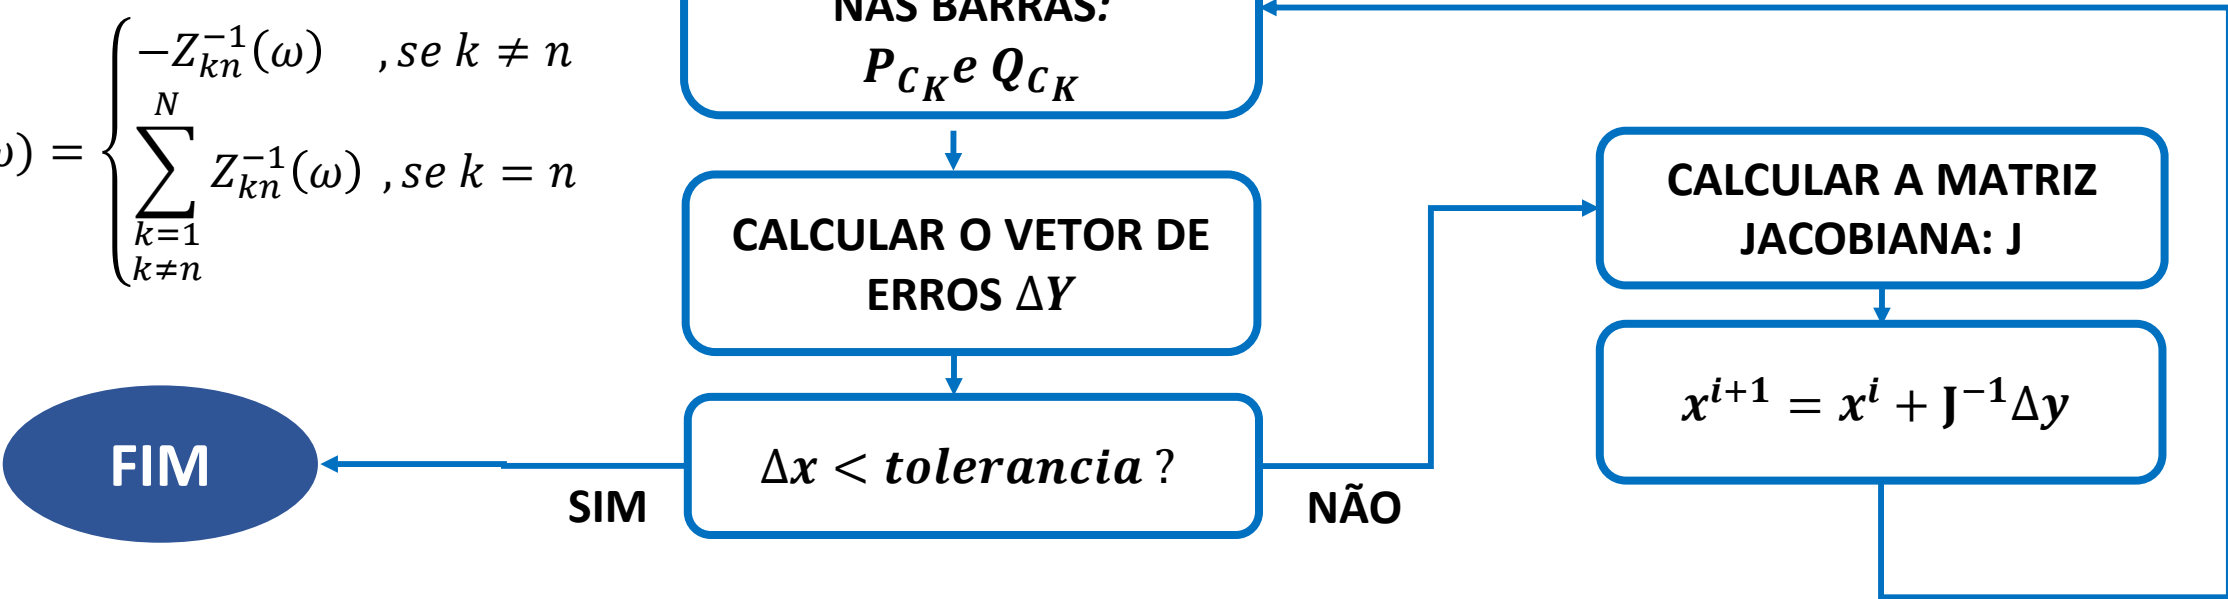 −Z_{kn}^{−1}(ω) , se k ≠ n
ω) = { ∑_{k=1, k≠n}^{N} Z_{kn}^{−1}(ω) , se k = n
NAS BARRAS:
P_{C_K} e Q_{C_K}
CALCULAR O VETOR DE
ERROS ΔY
Δx < tolerancia ?
SIM
FIM
NÃO
CALCULAR A MATRIZ
JACOBIANA: J
x^{i+1} = x^{i} + J^{−1}Δy